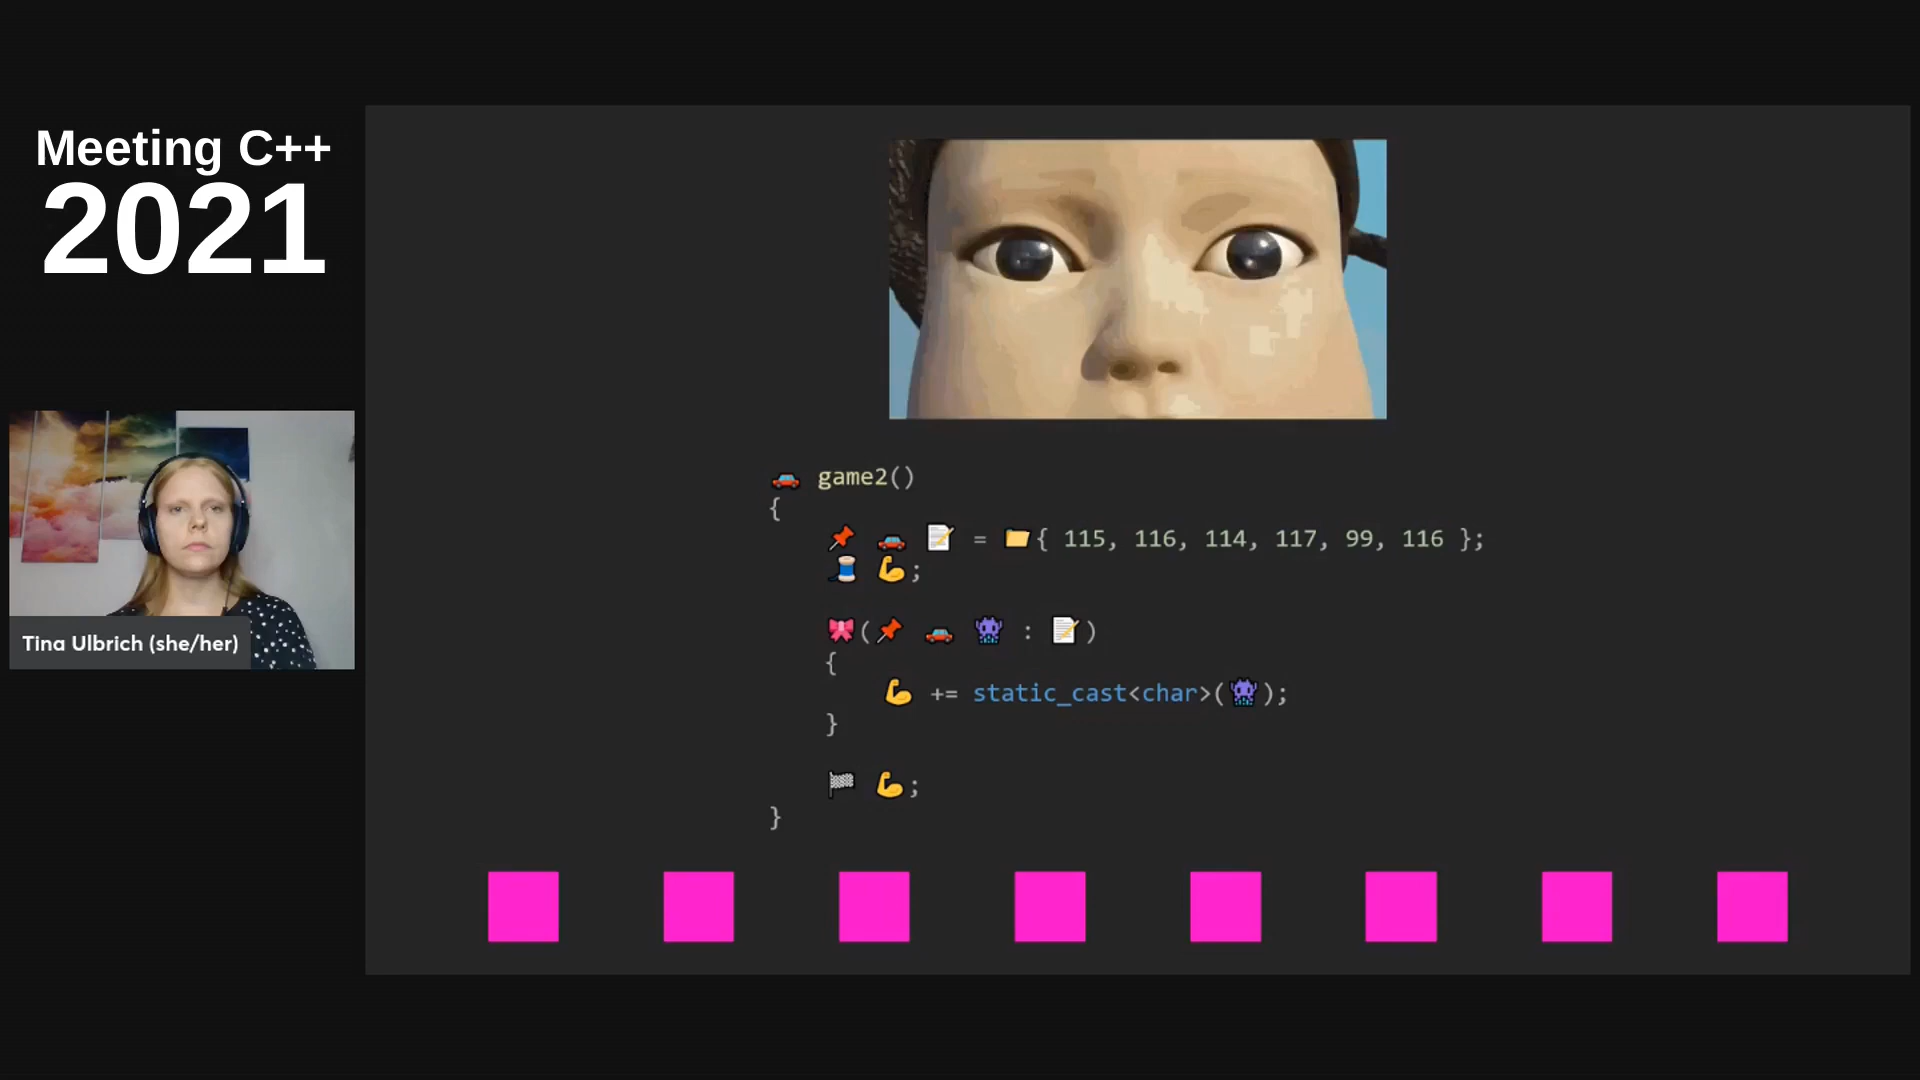 Meeting C++
2021
Tina Ulbrich (she/her)
🚗 game2()
{
📌 🚗 📝 = 📁{ 115, 116, 114, 117, 99, 116 };
🧵 💪;
🎀(📌 🚗 👾 : 📝)
{
💪 += static_cast<char>(👾);
}
🏁 💪;
}